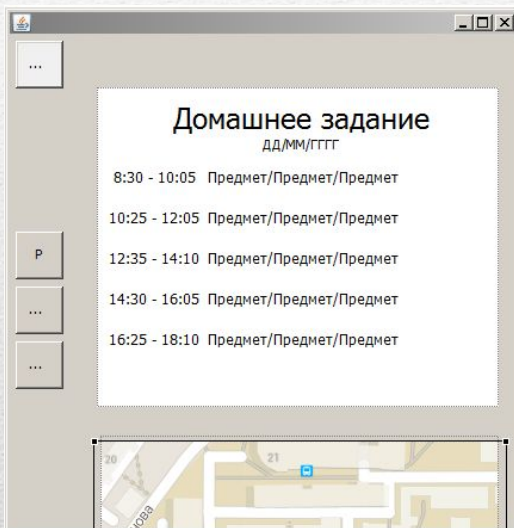 ...
Домашнее задание
ДД/ММ/ГГГГ
8:30 - 10:05 Предмет/Предмет/Предмет
10:25 - 12:05 Предмет/Предмет/Предмет
P
12:35 - 14:10 Предмет/Предмет/Предмет
14:30 - 16:05 Предмет/Предмет/Предмет
...
16:25 - 18:10 Предмет/Предмет/Предмет
...
20
21